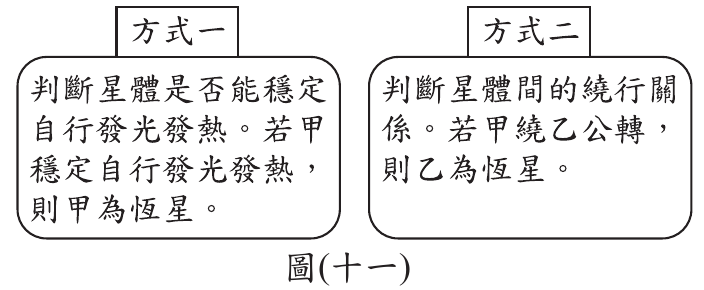 方式一
判斷星體是否能穩定
自行發光發熱。若甲
穩定自行發光發熱,
則甲為恆星。
方式二
判斷星體間的繞行關
係。若甲繞乙公轉,
則乙為恆星。
圖(十一)